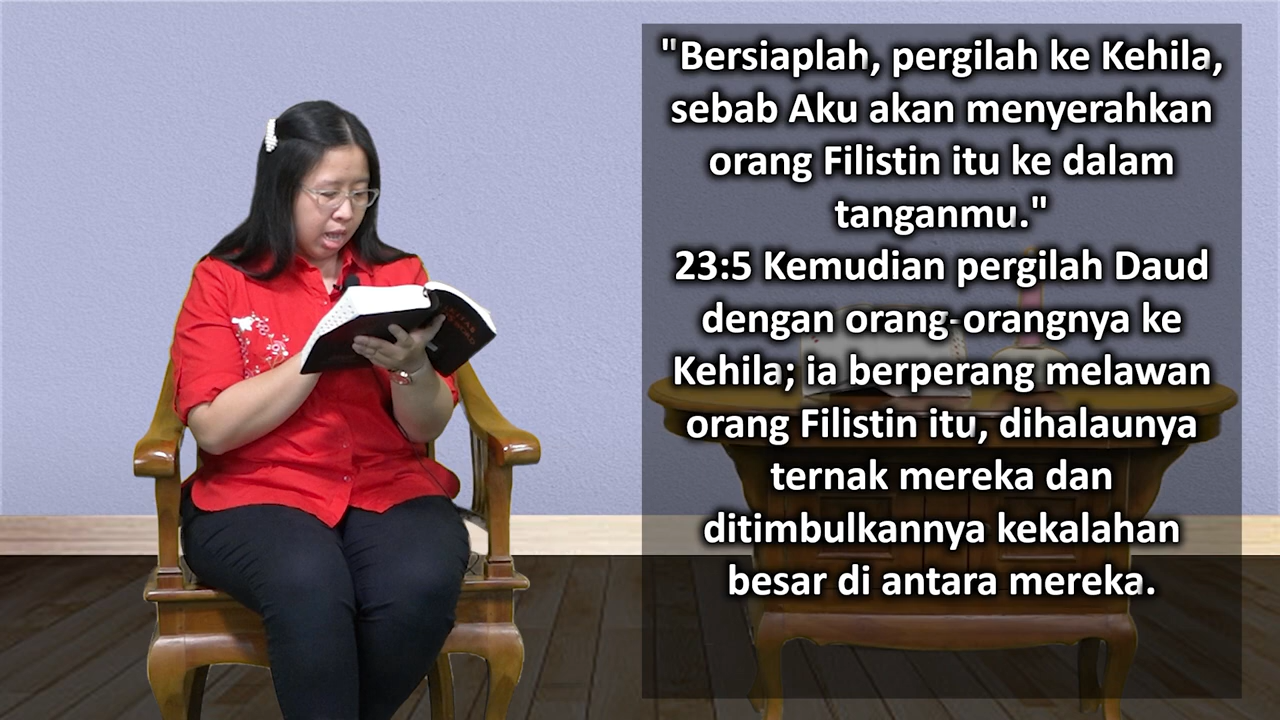 "Bersiaplah, pergilah ke Kehila,
sebab Aku akan menyerahkan
orang Filistin itu ke dalam
tanganmu."
23:5 Kemudian pergilah Daud
dengan orang-orangnya ke
Kehila; ia berperang melawan
orang Filistin itu, dihalaunya
ternak mereka dan
ditimbulkannya kekalahan
besar di antara mereka.